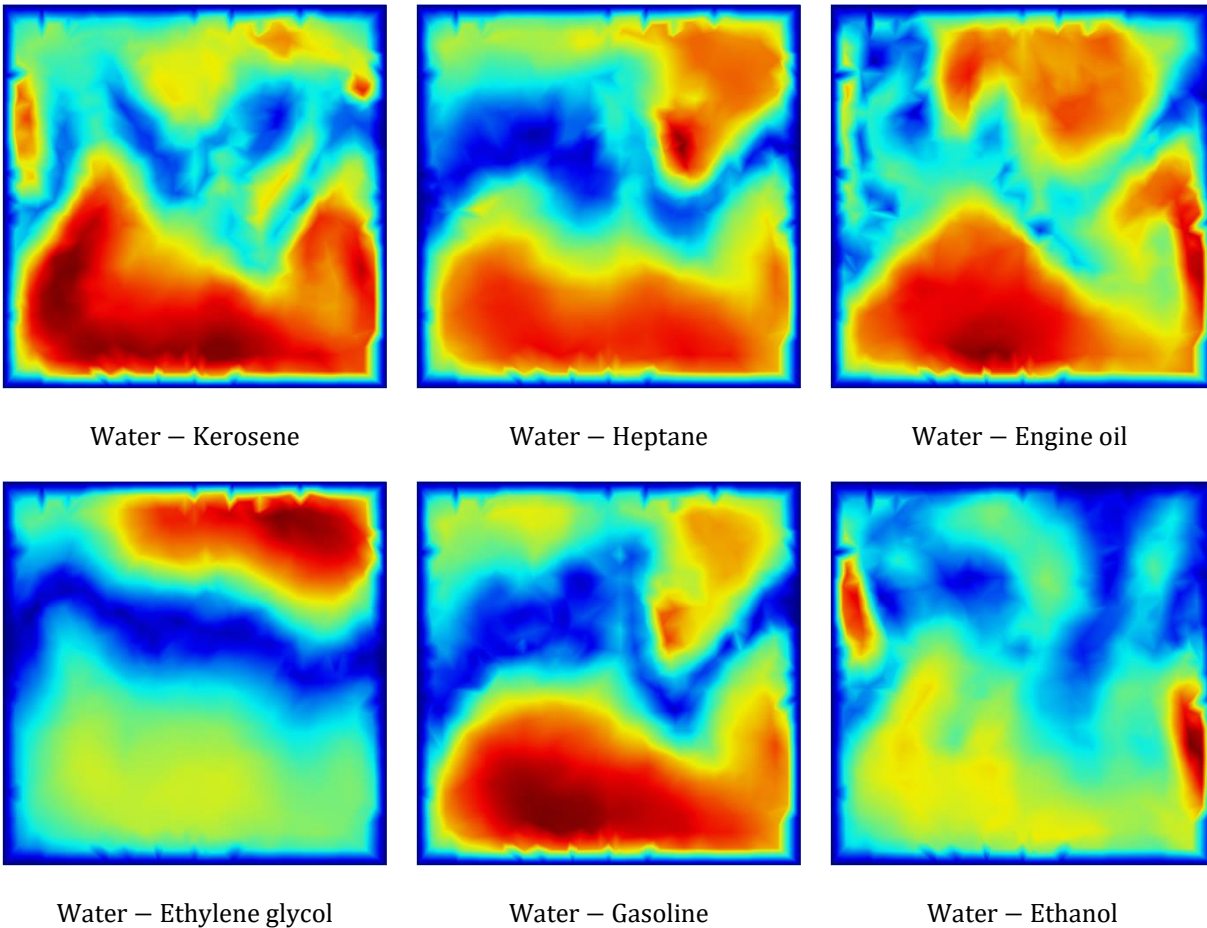 Water − Kerosene
Water − Heptane
Water − Engine oil
Water − Ethylene glycol
Water − Gasoline
Water − Ethanol